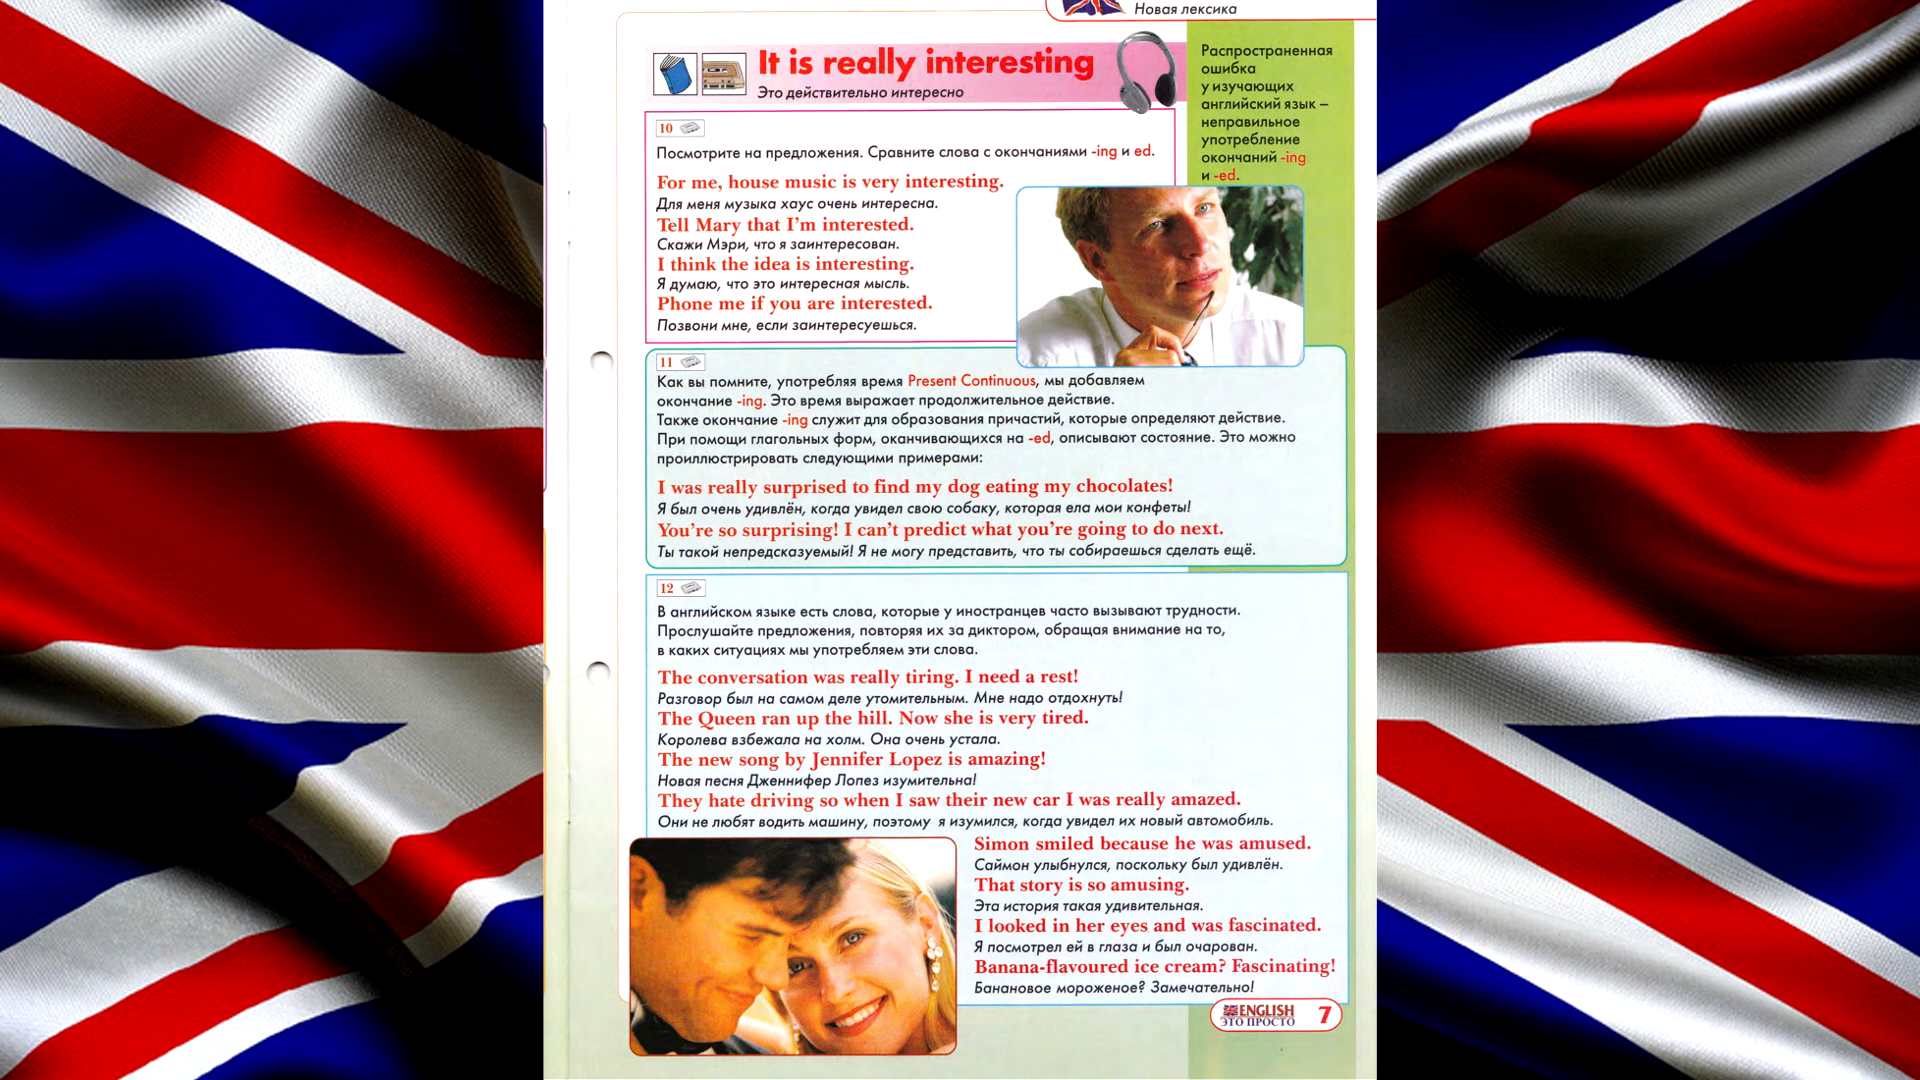 Новая лексика
It is really interesting
Это действительно интересно
Распространенная
ошибка
у изучающих
английский язык –
неправильное
употребление
окончаний -ing
и -ed.
10
Посмотрите на предложения. Сравните слова с окончаниями -ing и ed.
For me, house music is very interesting.
Для меня музыка хаус очень интересна.
Tell Mary that I'm interested.
Скажи Мэри, что я заинтересован.
I think the idea is interesting.
Я думаю, что это интересная мысль.
Phone me if you are interested.
Позвони мне, если заинтересуешься.
11
Как вы помните, употребляя время Present Continuous, мы добавляем
окончание -ing. Это время выражает продолжительное действие.
Также окончание -ing служит для образования причастий, которые определяют действие.
При помощи глагольных форм, оканчивающихся на -ed, описывают состояние. Это можно
проиллюстрировать следующими примерами:
I was really surprised to find my dog eating my chocolates!
Я был очень удивлён, когда увидел свою собаку, которая ела мои конфеты!
You're so surprising! I can't predict what you're going to do next.
Ты такой непредсказуемый! Я не могу представить, что ты собираешься сделать ещё.
12
В английском языке есть слова, которые у иностранцев часто вызывают трудности.
Прослушайте предложения, повторяя их за диктором, обращая внимание на то,
в каких ситуациях мы употребляем эти слова.
The conversation was really tiring. I need a rest!
Разговор был на самом деле утомительным. Мне надо отдохнуть!
The Queen ran up the hill. Now she is very tired.
Королева взбежала на холм. Она очень устала.
The new song by Jennifer Lopez is amazing!
Новая песня Дженнифер Лопез изумительна!
They hate driving so when I saw their new car I was really amazed.
Они не любят водить машину, поэтому я изумился, когда увидел их новый автомобиль.
Simon smiled because he was amused.
Саймон улыбнулся, поскольку был удивлён.
That story is so amusing.
Эта история такая удивительная.
I looked in her eyes and was fascinated.
Я посмотрел ей в глаза и был очарован.
Banana-flavoured ice cream? Fascinating!
Банановое мороженое? Замечательно!
ENGLISH
ЭТО ПРОСТО
7